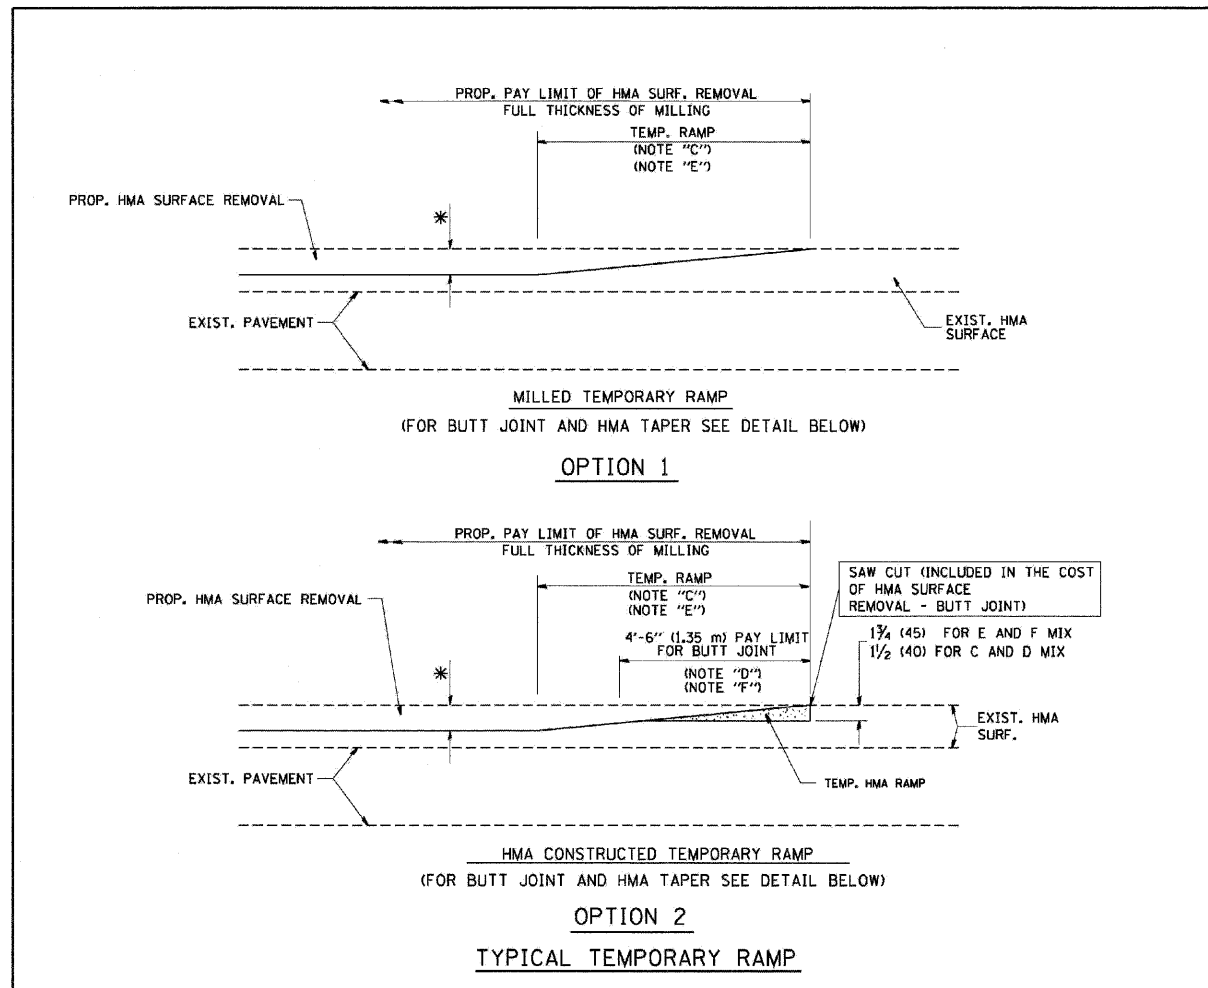 PROP. PAY LIMIT OF HMA SURF. REMOVAL
FULL THICKNESS OF MILLING
TEMP. RAMP
(NOTE "C")
(NOTE "E")
PROP. HMA SURFACE REMOVAL
*
EXIST. PAVEMENT
EXIST. HMA
SURFACE
MILLED TEMPORARY RAMP
(FOR BUTT JOINT AND HMA TAPER SEE DETAIL BELOW)
OPTION 1
PROP. PAY LIMIT OF HMA SURF. REMOVAL
FULL THICKNESS OF MILLING
TEMP. RAMP
(NOTE "C")
(NOTE "E")
SAW CUT (INCLUDED IN THE COST
OF HMA SURFACE
REMOVAL - BUTT JOINT)
PROP. HMA SURFACE REMOVAL
4'-6" (1.35 m) PAY LIMIT
FOR BUTT JOINT
(NOTE "D")
(NOTE "F")
1¾ (45) FOR E AND F MIX
1½ (40) FOR C AND D MIX
*
EXIST. HMA
SURF.
EXIST. PAVEMENT
TEMP. HMA RAMP
HMA CONSTRUCTED TEMPORARY RAMP
(FOR BUTT JOINT AND HMA TAPER SEE DETAIL BELOW)
OPTION 2
TYPICAL TEMPORARY RAMP